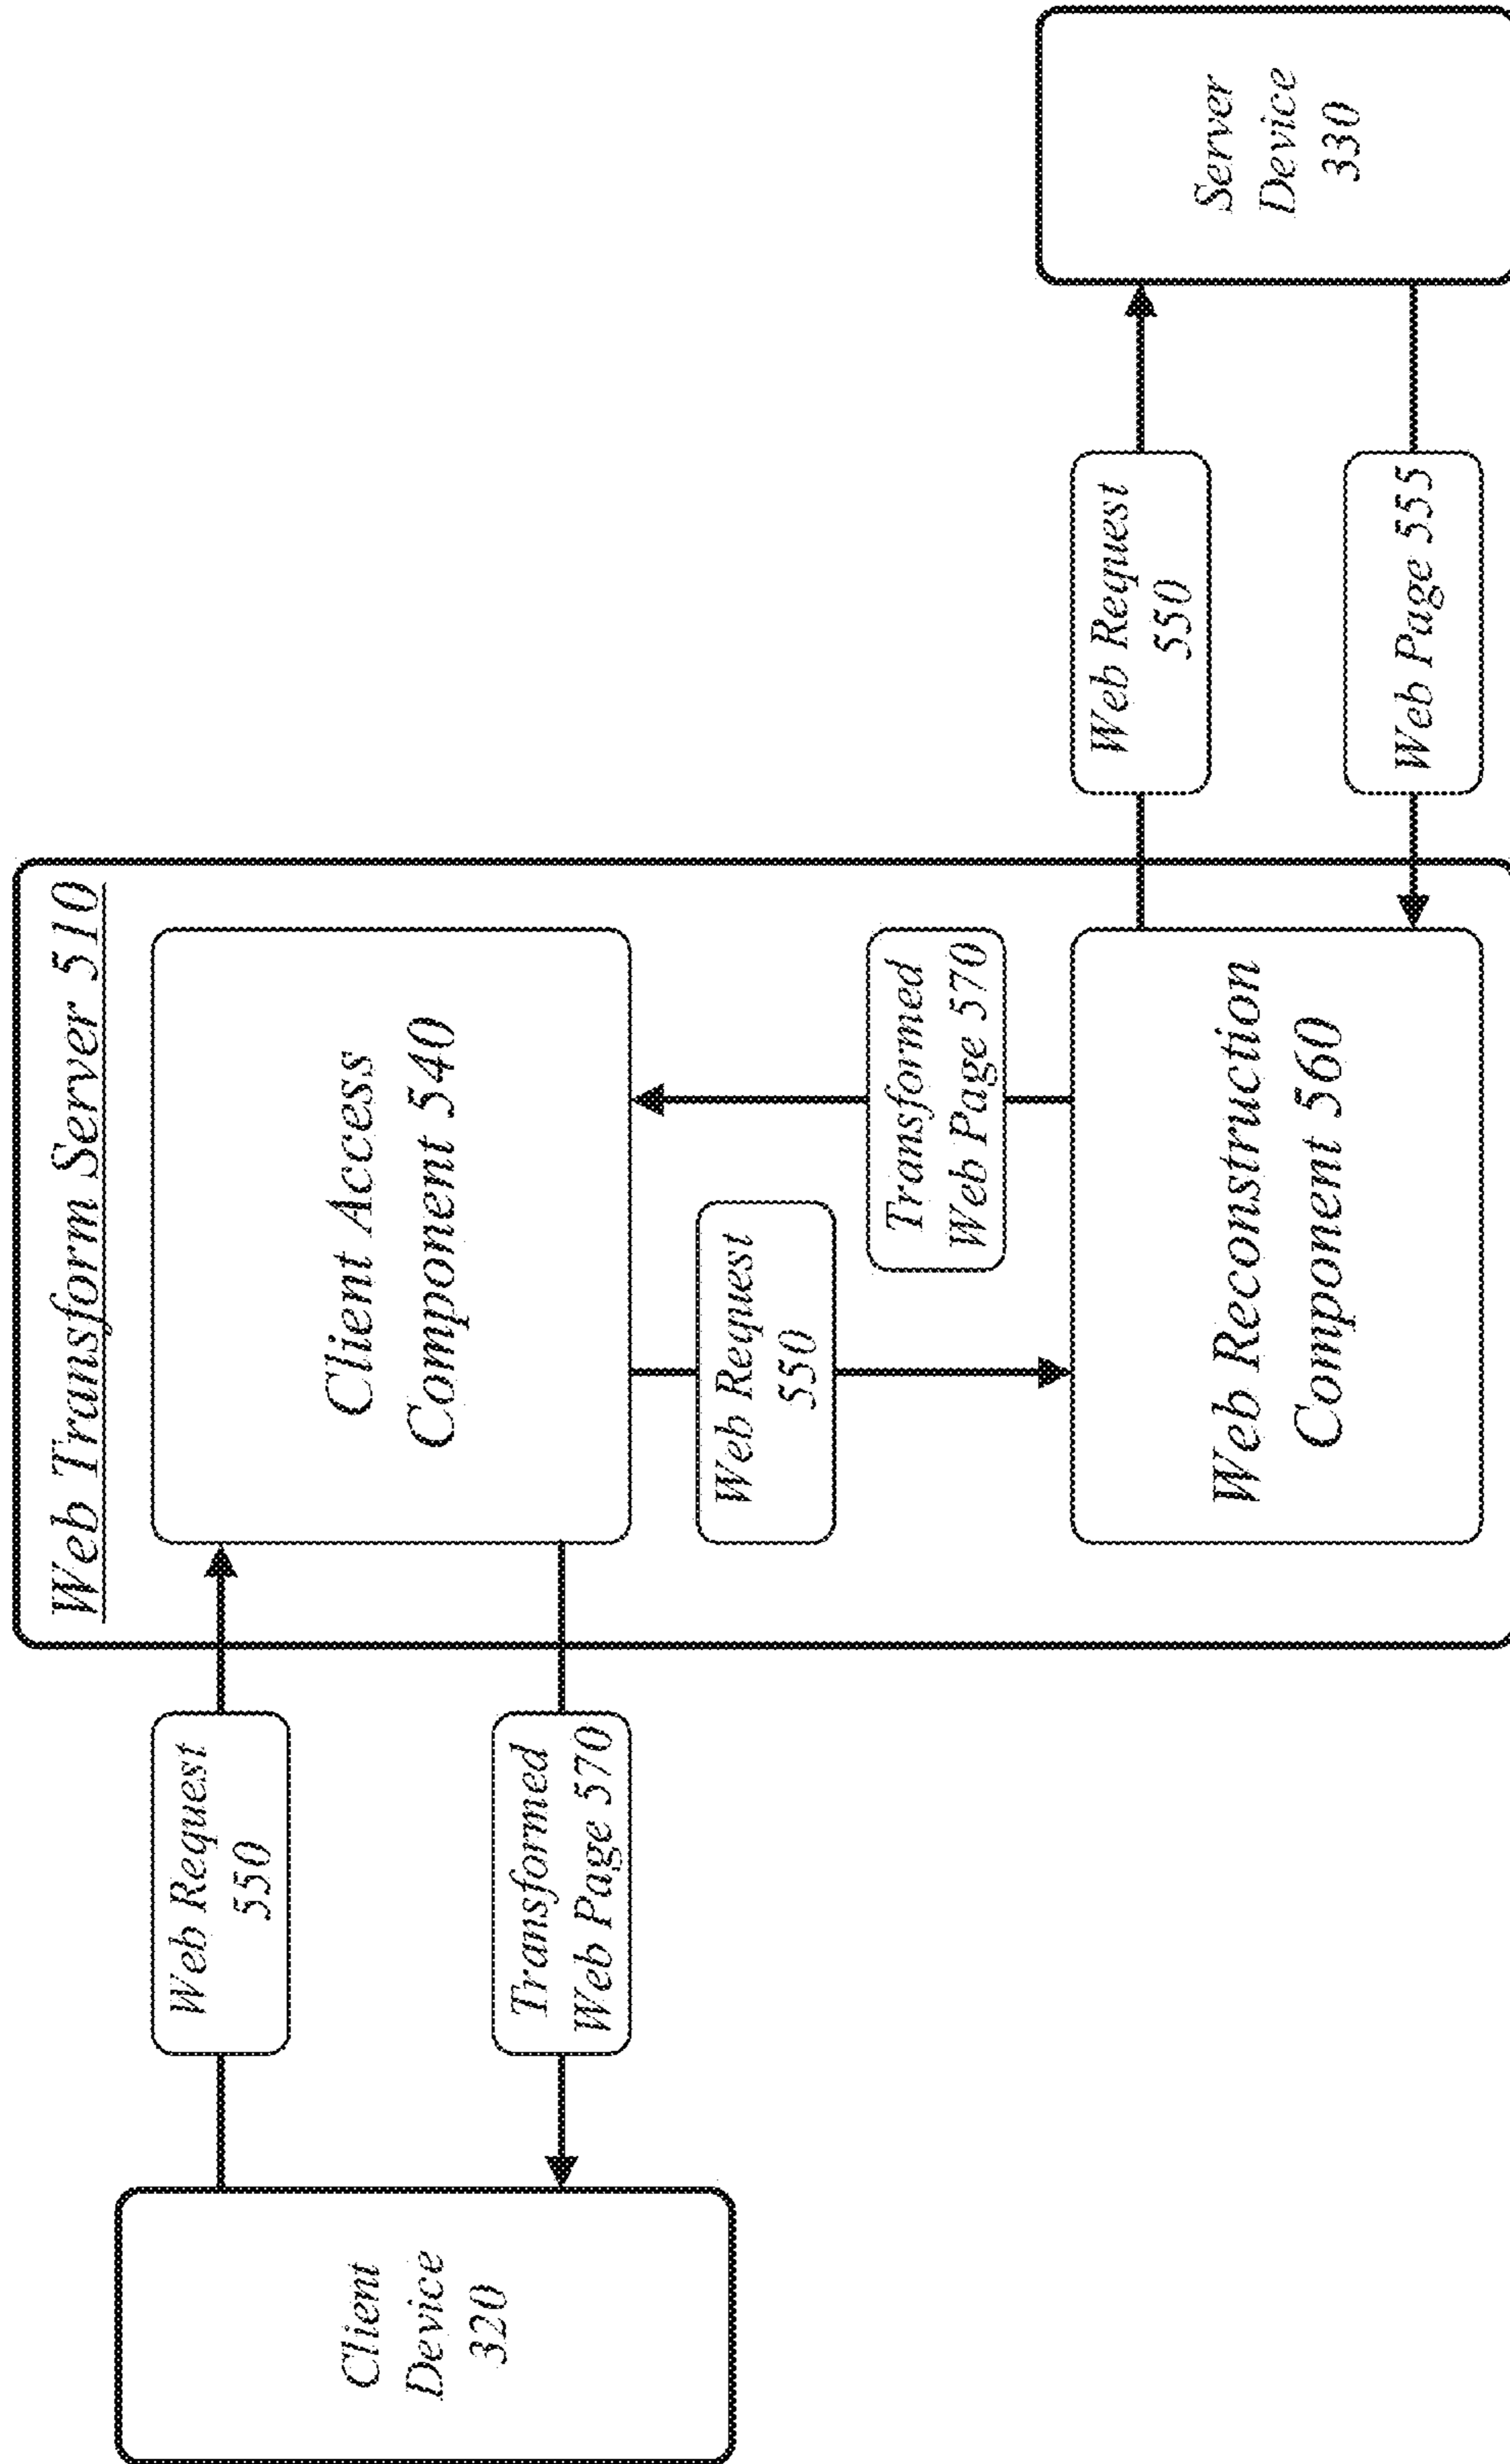 Web Transform Server 510
Client
Device
320
Web Request
550
Transformed
Web Page 570
Client Access
Component 540
Web Request
550
Transformed
Web Page 570
Web Reconstruction
Component 560
Web Request
550
Web Page 555
Server
Device
330